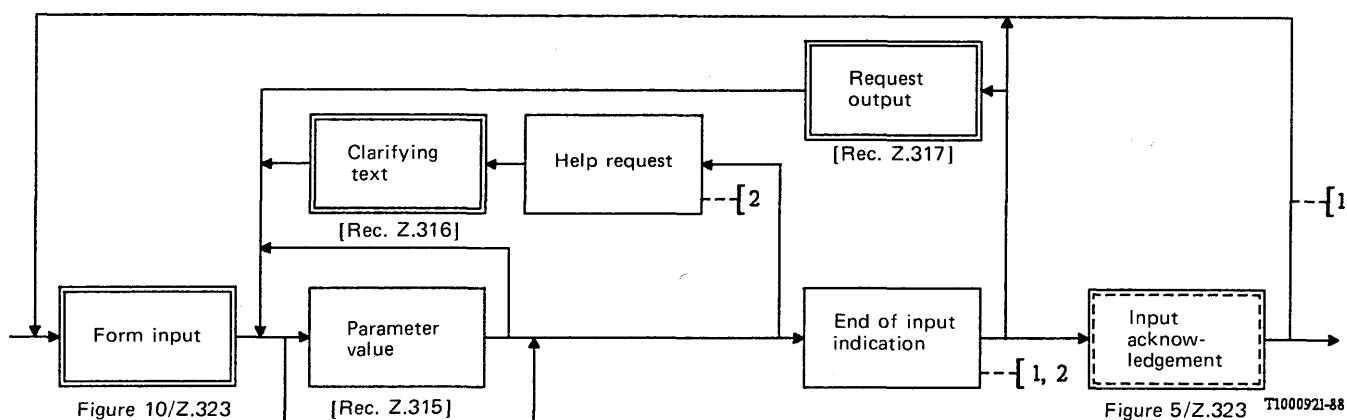 Request
output
[Rec. Z.317]
Clarifying
text
[Rec. Z.316]
Help request
[2
[1
Form input
Figure 10/Z.323
Parameter
value
[Rec. Z.315]
End of input
indication
[1, 2
Input
acknow-
ledgement
Figure 5/Z.323
T1000921-88